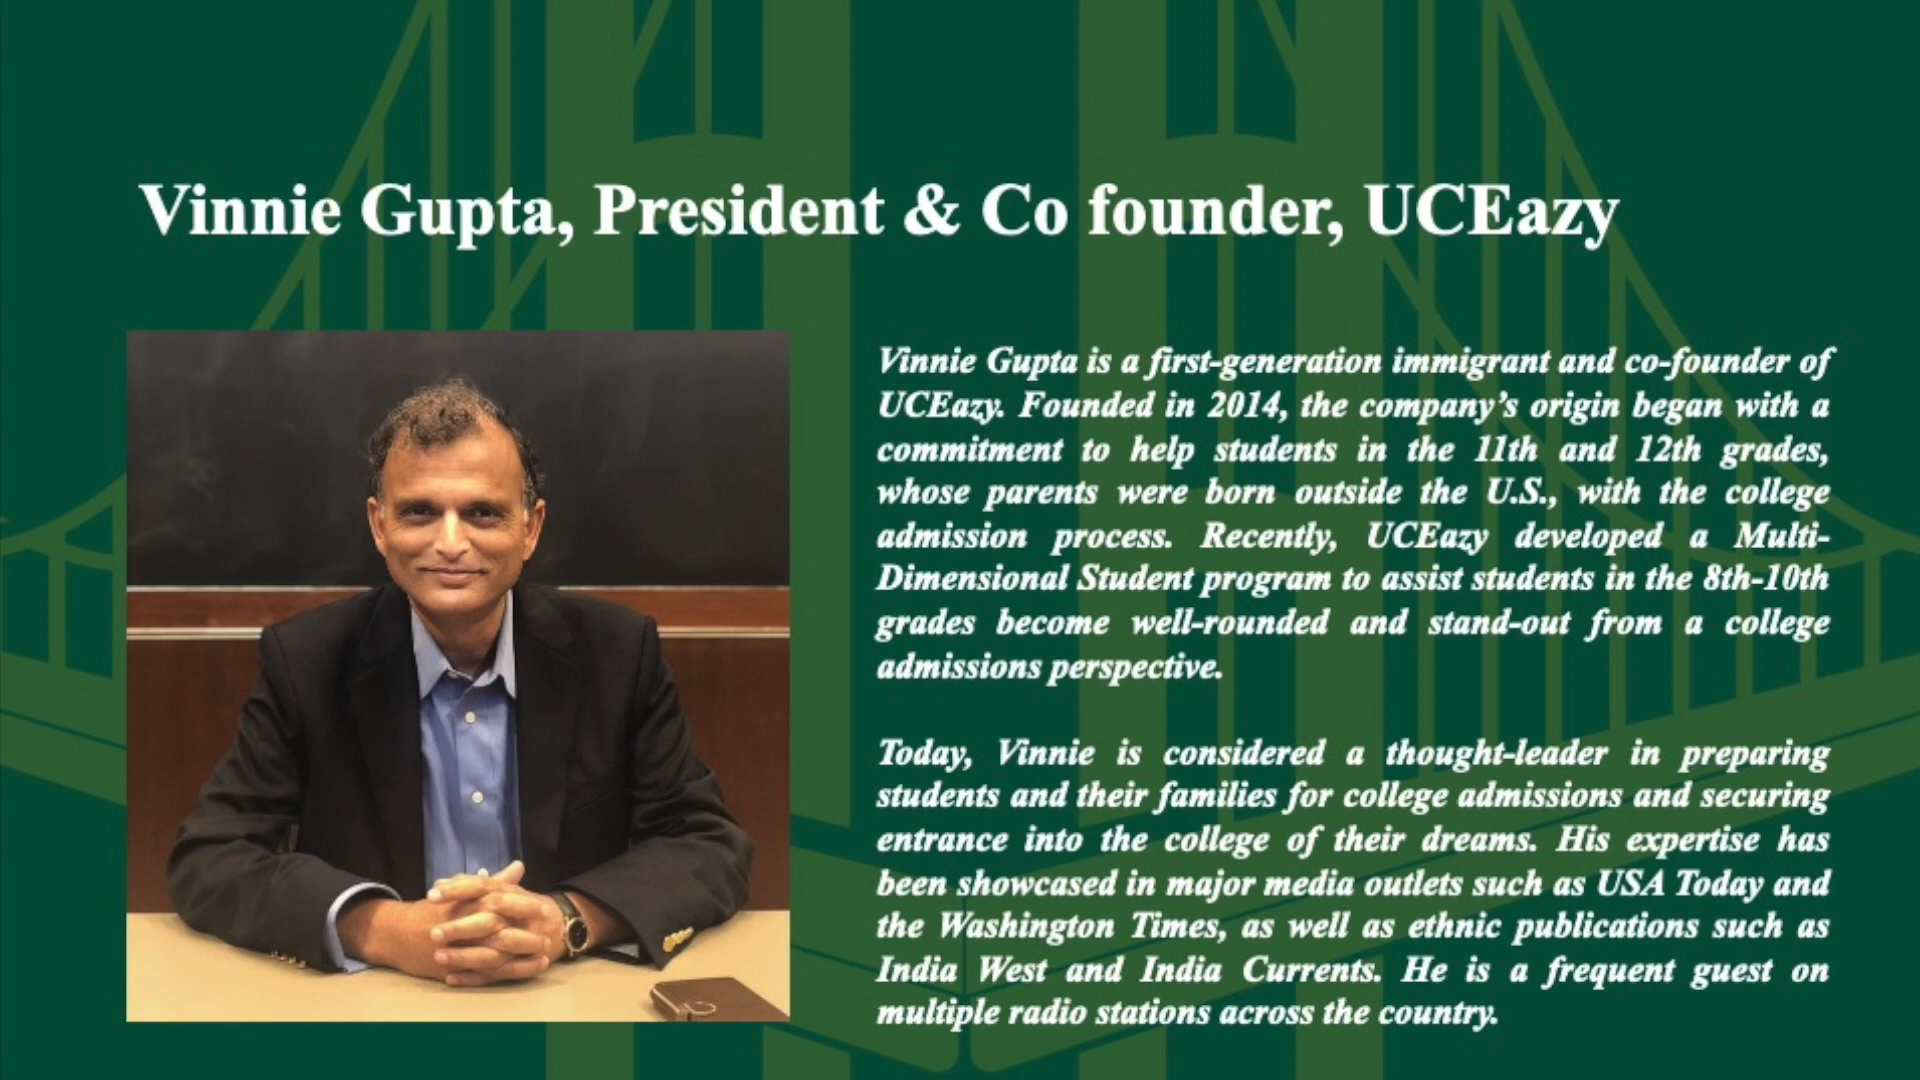 Vinnie Gupta, President & Co founder, UCEazy
Vinnie Gupta is a first-generation immigrant and co-founder of
UCEazy. Founded in 2014, the company's origin began with a
commitment to help students in the 11th and 12th grades,
whose parents were born outside the U.S., with the college
admission process. Recently, UCEazy developed a Multi-
Dimensional Student program to assist students in the 8th-10th
grades become well-rounded and stand-out from a college
admissions perspective.
Today, Vinnie is considered a thought-leader in preparing
students and their families for college admissions and securing
entrance into the college of their dreams. His expertise has
been showcased in major media outlets such as USA Today and
the Washington Times, as well as ethnic publications such as
India West and India Currents. He is a frequent guest on
multiple radio stations across the country.